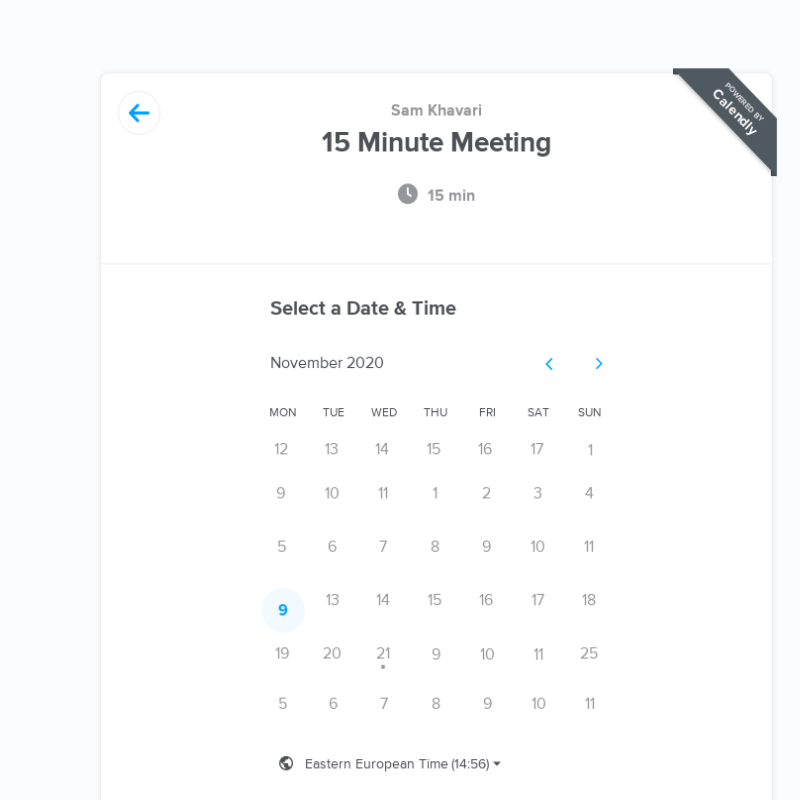 POWERED BY
Calendly
Sam Khavari
15 Minute Meeting
15 min
Select a Date & Time
November 2020
MON TUE WED THU FRI SAT SUN
12 13 14 15 16 17 1
9 10 11 1 2 3 4
5 6 7 8 9 10 11
9 13 14 15 16 17 18
19 20 21 9 10 11 25
5 6 7 8 9 10 11
Eastern European Time (14:56)